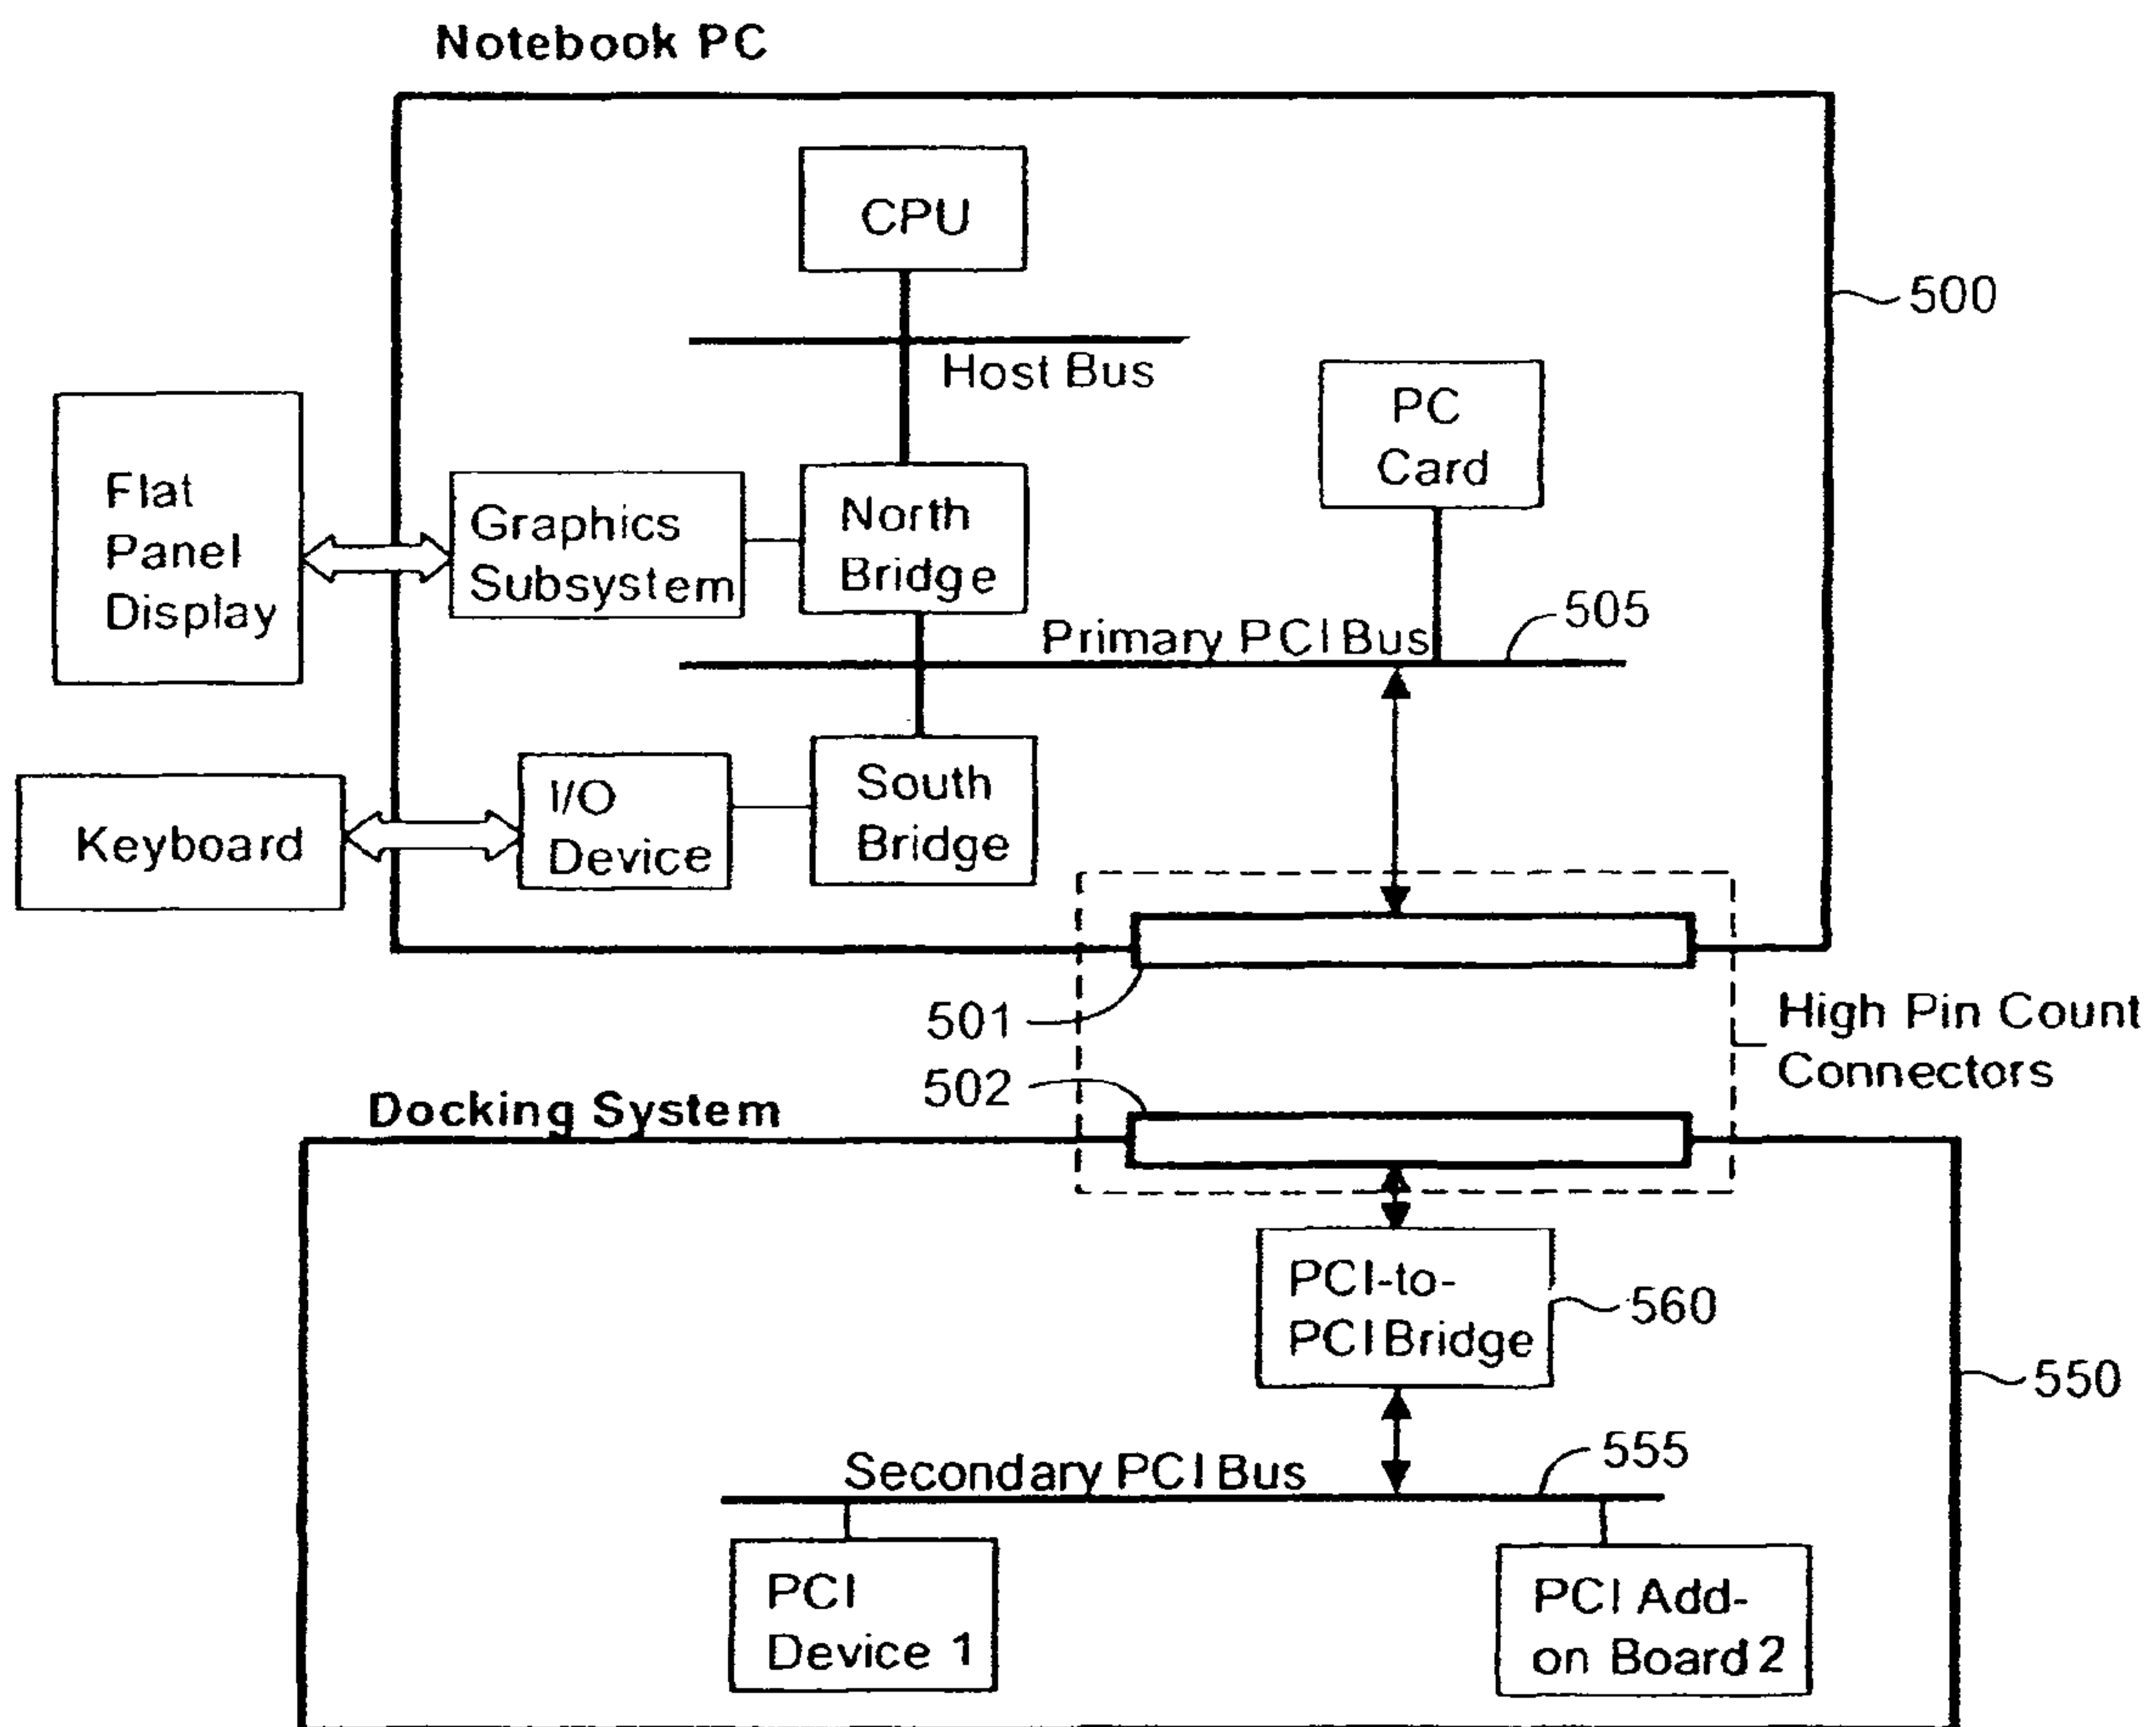 Notebook PC
CPU
500
Host Bus
PC
Card
Flat
Panel
Display
Graphics
Subsystem
North
Bridge
505
Primary PCI Bus
Keyboard
I/O
Device
South
Bridge
501
High Pin Count
Connectors
502
Docking System
PCI-to-
PCI Bridge
560
550
555
Secondary PCI Bus
PCI
Device 1
PCI Add-
on Board 2